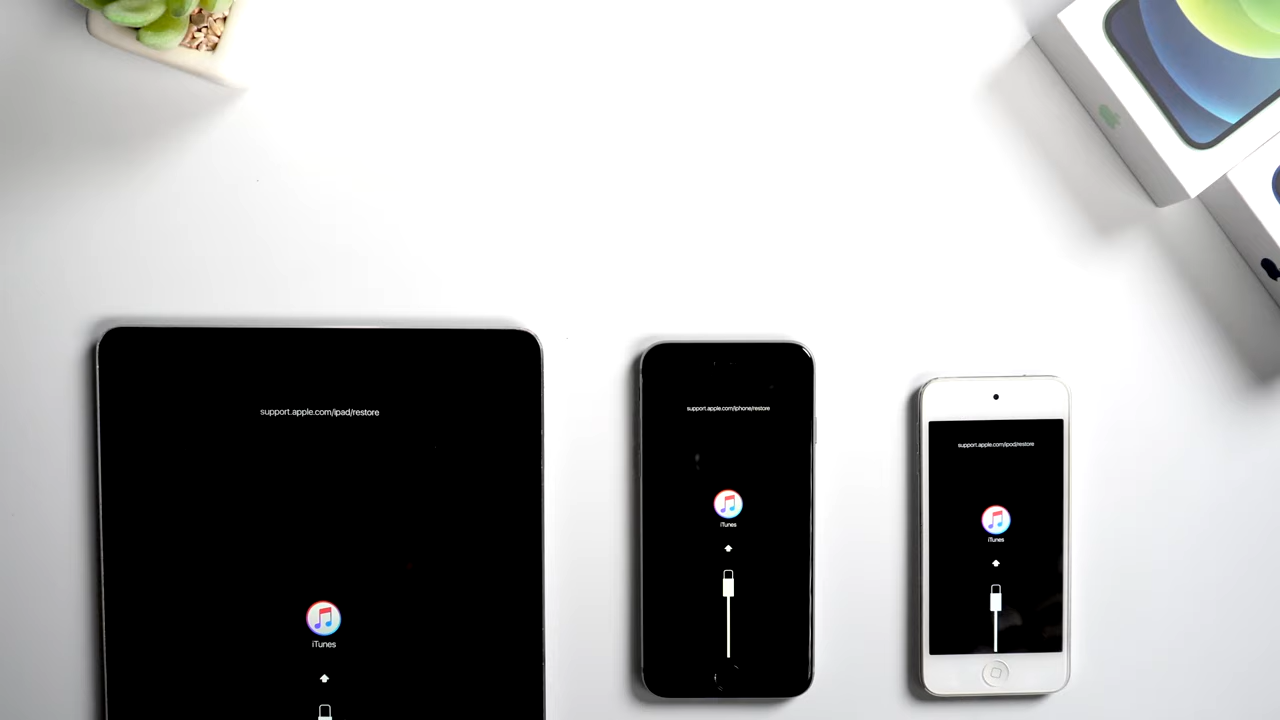 support.apple.com/ipad/restore
iTunes
support.apple.com/iphone/restore
iTunes
support.apple.com/ipod/restore
iTunes